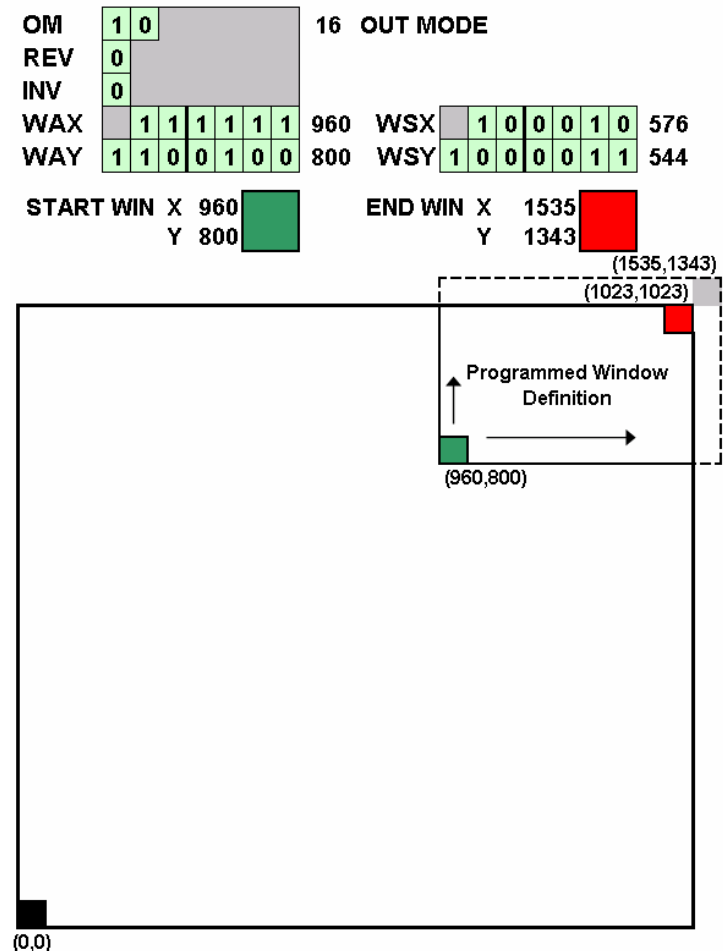 OM 1 0 16 OUT MODE
REV 0
INV 0
WAX 1 1 1 1 1 1 960 WSX 1 0 0 0 1 0 576
WAY 1 1 0 0 1 0 0 800 WSY 1 0 0 0 0 1 1 544
START WIN X 960 END WIN X 1535
Y 800 Y 1343
(1535,1343)
(1023,1023)
Programmed Window
Definition
(960,800)
(0,0)